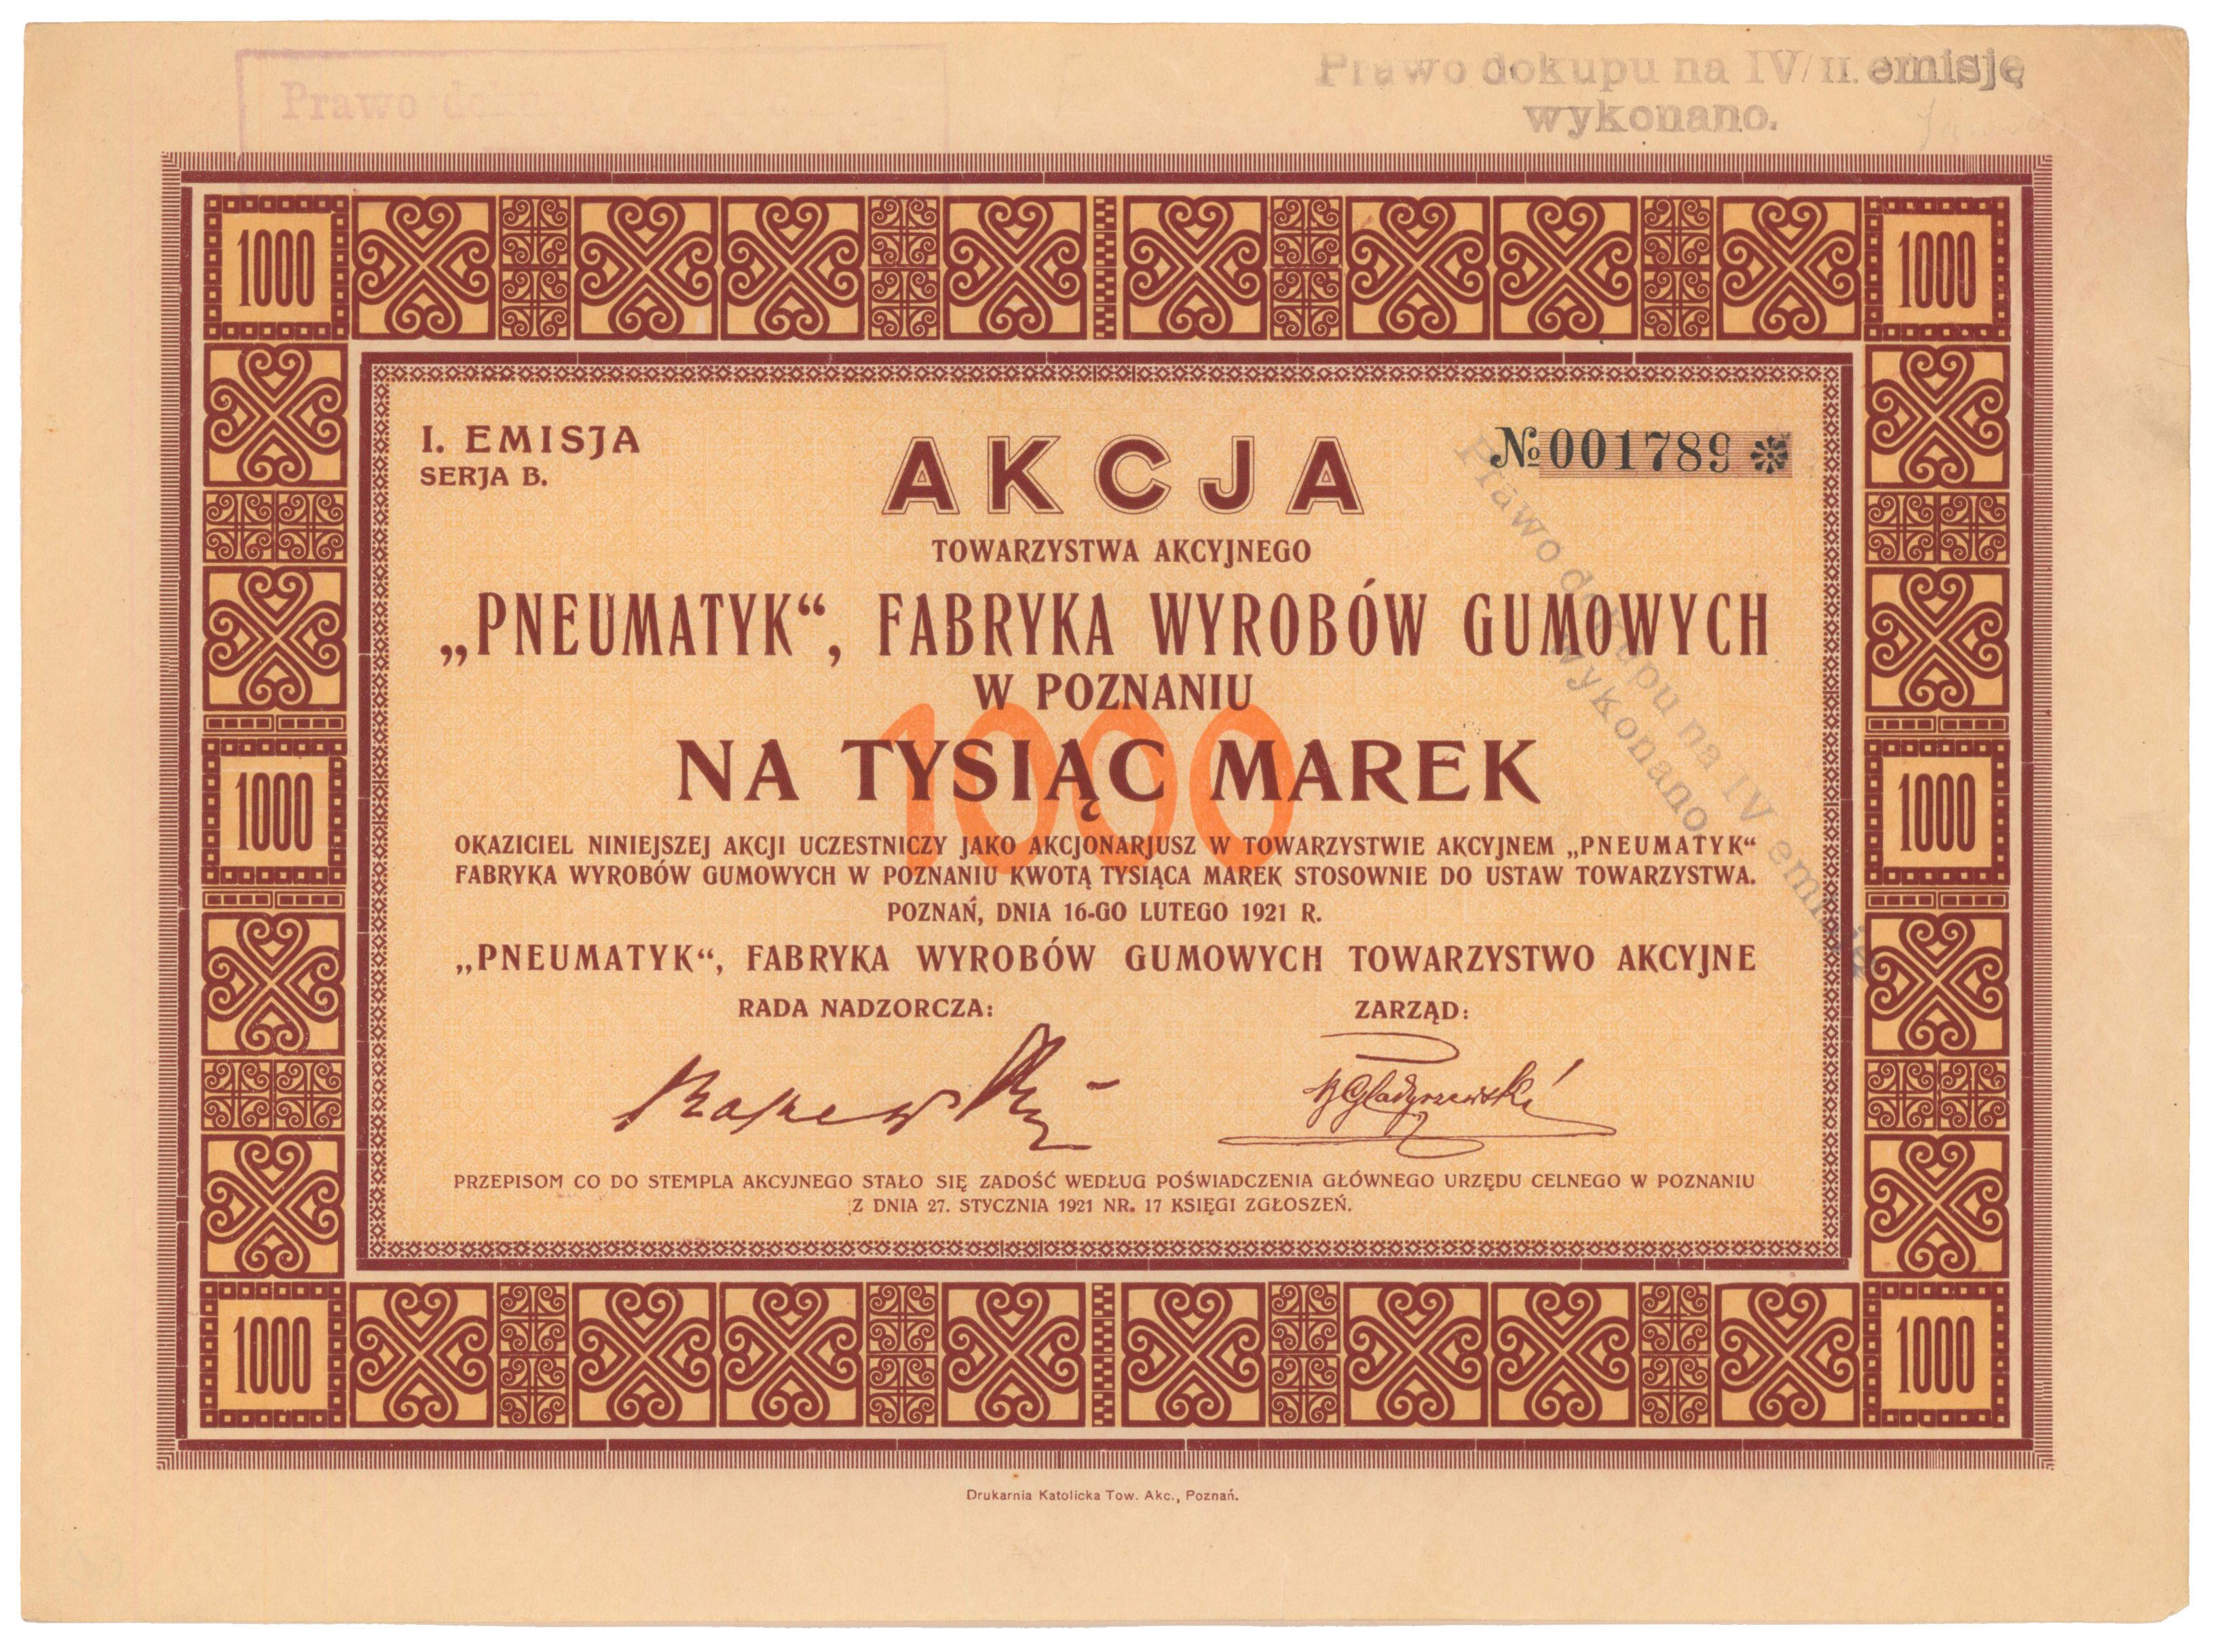 Prawo
Prawo dokupu na IV/II. emisję
wykonano.
1000
1000
I. EMISJA
SERJA B.
№ 001789
AKCJA
TOWARZYSTWA AKCYJNEGO
„PNEUMATYK“, FABRYKA WYROBÓW GUMOWYCH
W POZNANIU
1000
NA TYSIĄC MAREK
Prawo dokupu na IV emisję
wykonano.
1000
1000
OKAZICIEL NINIEJSZEJ AKCJI UCZESTNICZY JAKO AKCJONARJUSZ W TOWARZYSTWIE AKCYJNEM „PNEUMATYK“
FABRYKA WYROBÓW GUMOWYCH W POZNANIU KWOTĄ TYSIĄCA MAREK STOSOWNIE DO USTAW TOWARZYSTWA.
POZNAŃ, DNIA 16-GO LUTEGO 1921 R.
„PNEUMATYK“, FABRYKA WYROBÓW GUMOWYCH TOWARZYSTWO AKCYJNE
RADA NADZORCZA:
ZARZĄD:
PRZEPISOM CO DO STEMPLA AKCYJNEGO STAŁO SIĘ ZADOŚĆ WEDŁUG POŚWIADCZENIA GŁÓWNEGO URZĘDU CELNEGO W POZNANIU
Z DNIA 27. STYCZNIA 1921 NR. 17 KSIĘGI ZGŁOSZEŃ.
1000
1000
Drukarnia Katolicka Tow. Akc., Poznań.